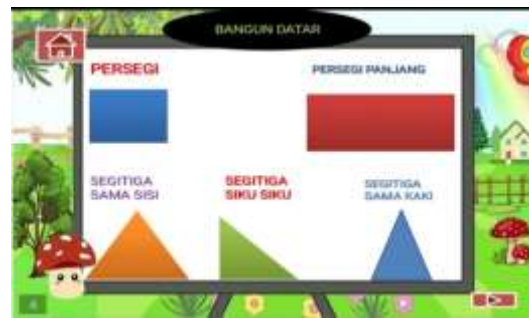 BANGUN DATAR
PERSEGI
PERSEGI PANJANG
SEGITIGA
SAMA SISI
SEGITIGA
SIKU SIKU
SEGITIGA
SAMA KAKI